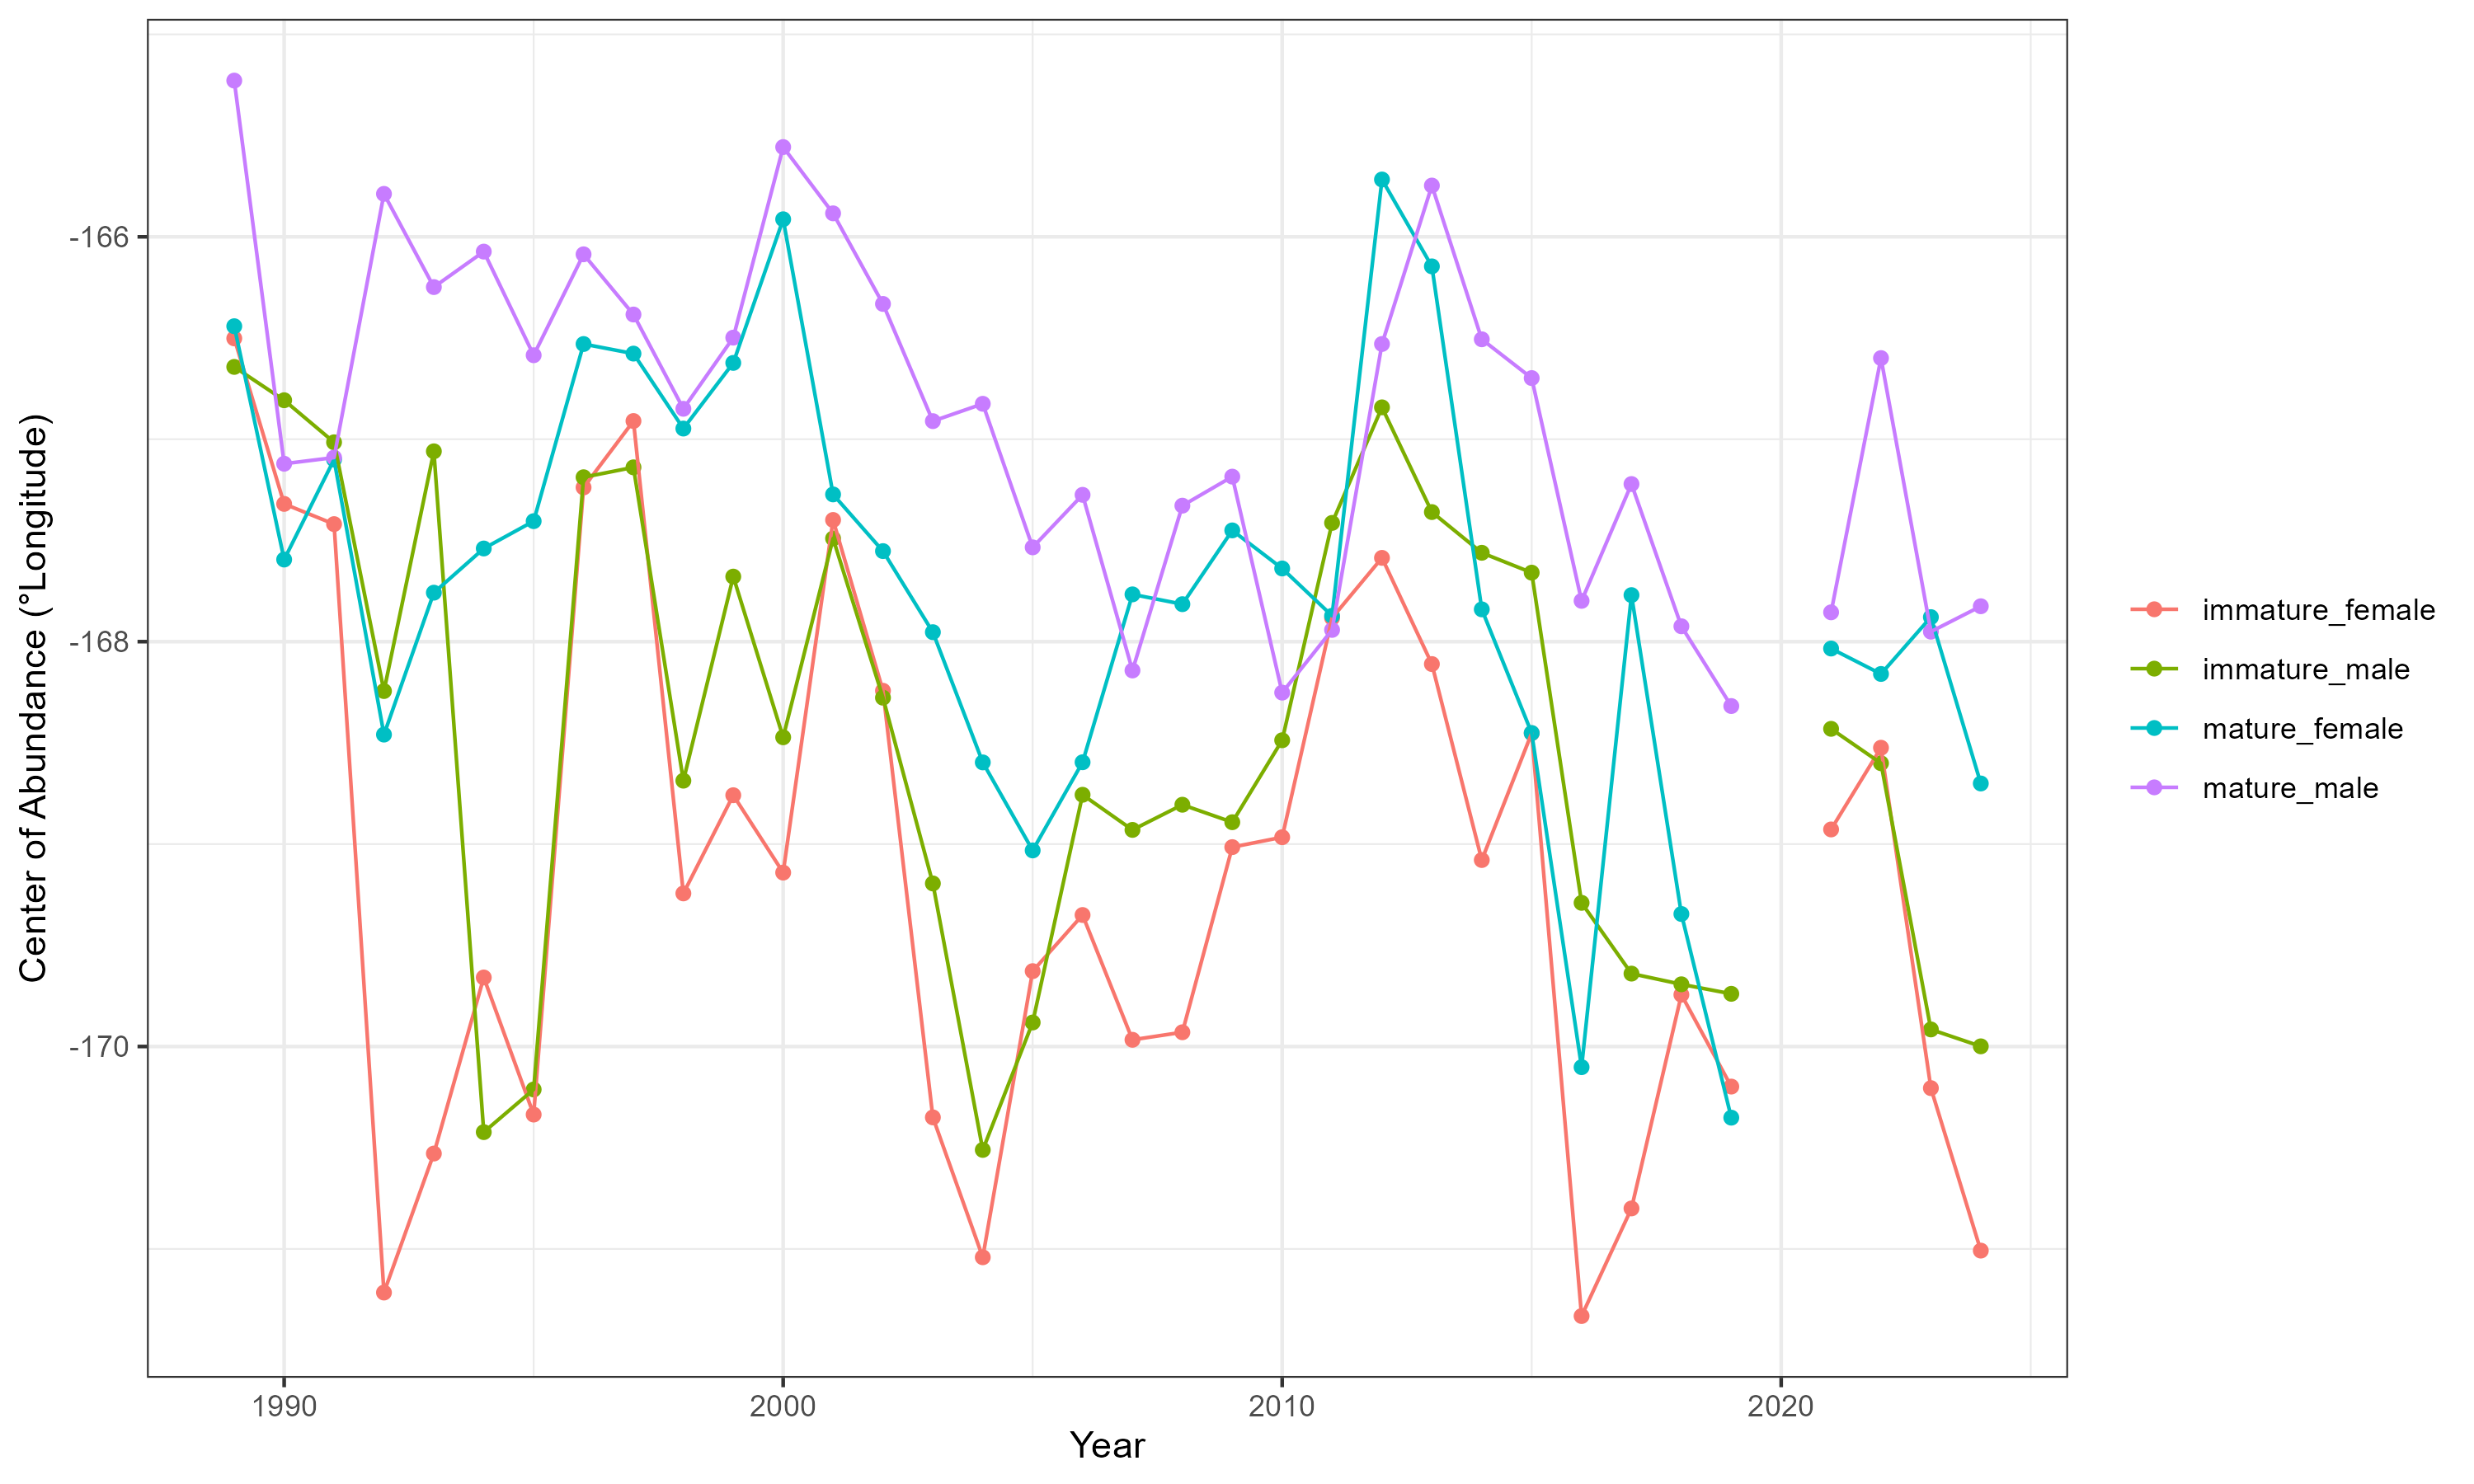 Center of Abundance (°Longitude)
-166
-168
-170
1990
2000
2010
2020
Year
immature_female
immature_male
mature_female
mature_male